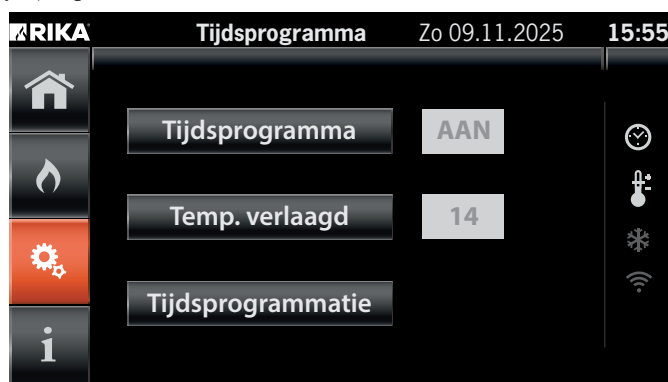 RIKA Tijdsprogramma Zo 09.11.2025 15:55
Tijdsprogramma AAN
Temp. verlaagd 14
Tijdsprogrammatie
i